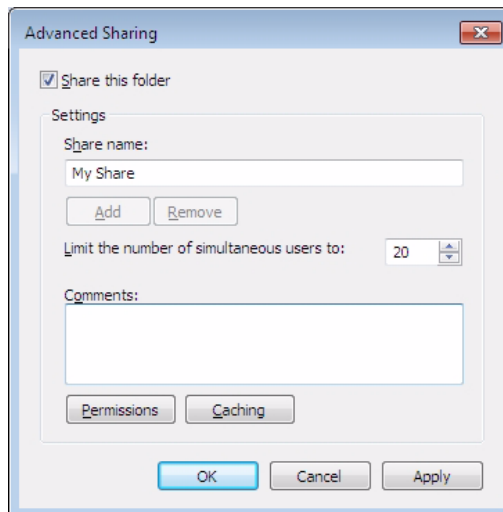 Advanced Sharing
Share this folder
Settings
Share name:
My Share
Add Remove
Limit the number of simultaneous users to: 20
Comments:
Permissions Caching
OK Cancel Apply